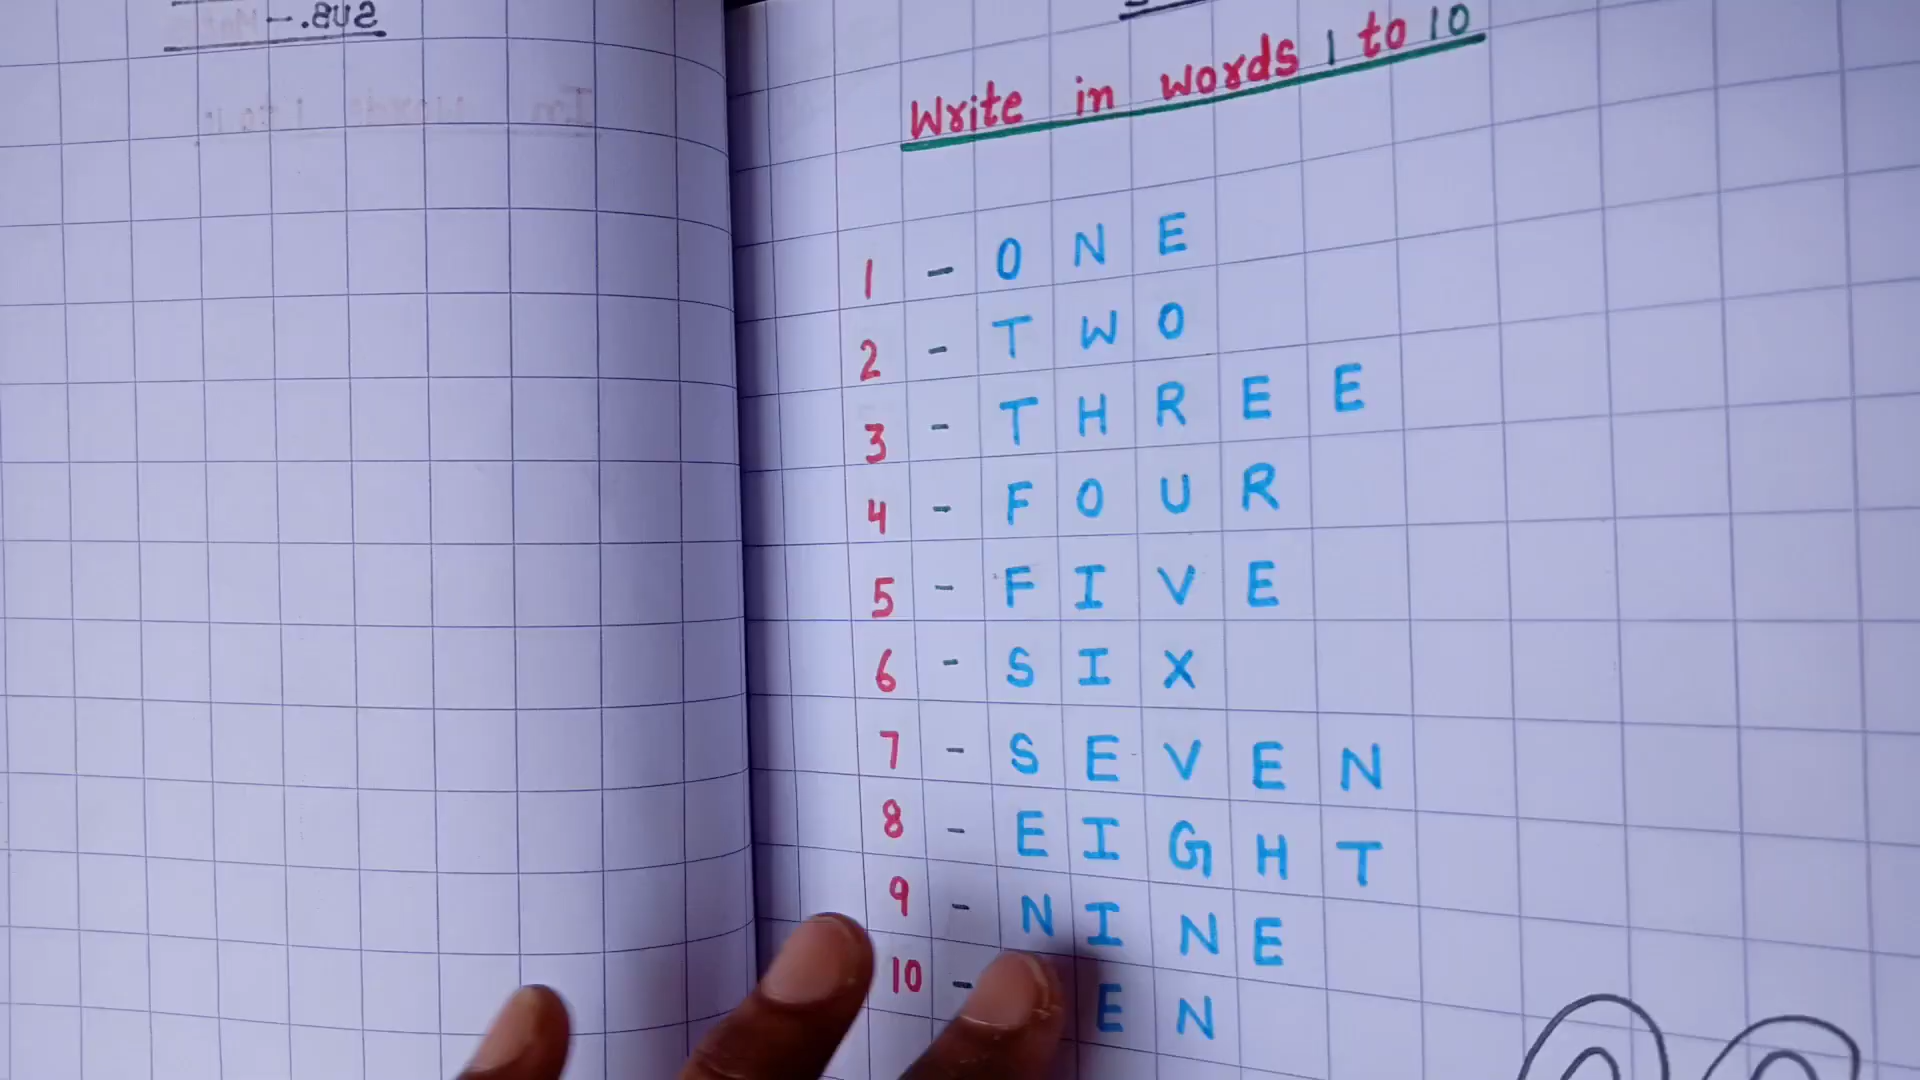 Write in words 1 to 10
1 - ONE
2 - TWO
3 - THREE
4 - FOUR
5 - FIVE
6 - SIX
7 - SEVEN
8 - EIGHT
9 - NINE
10 - EN